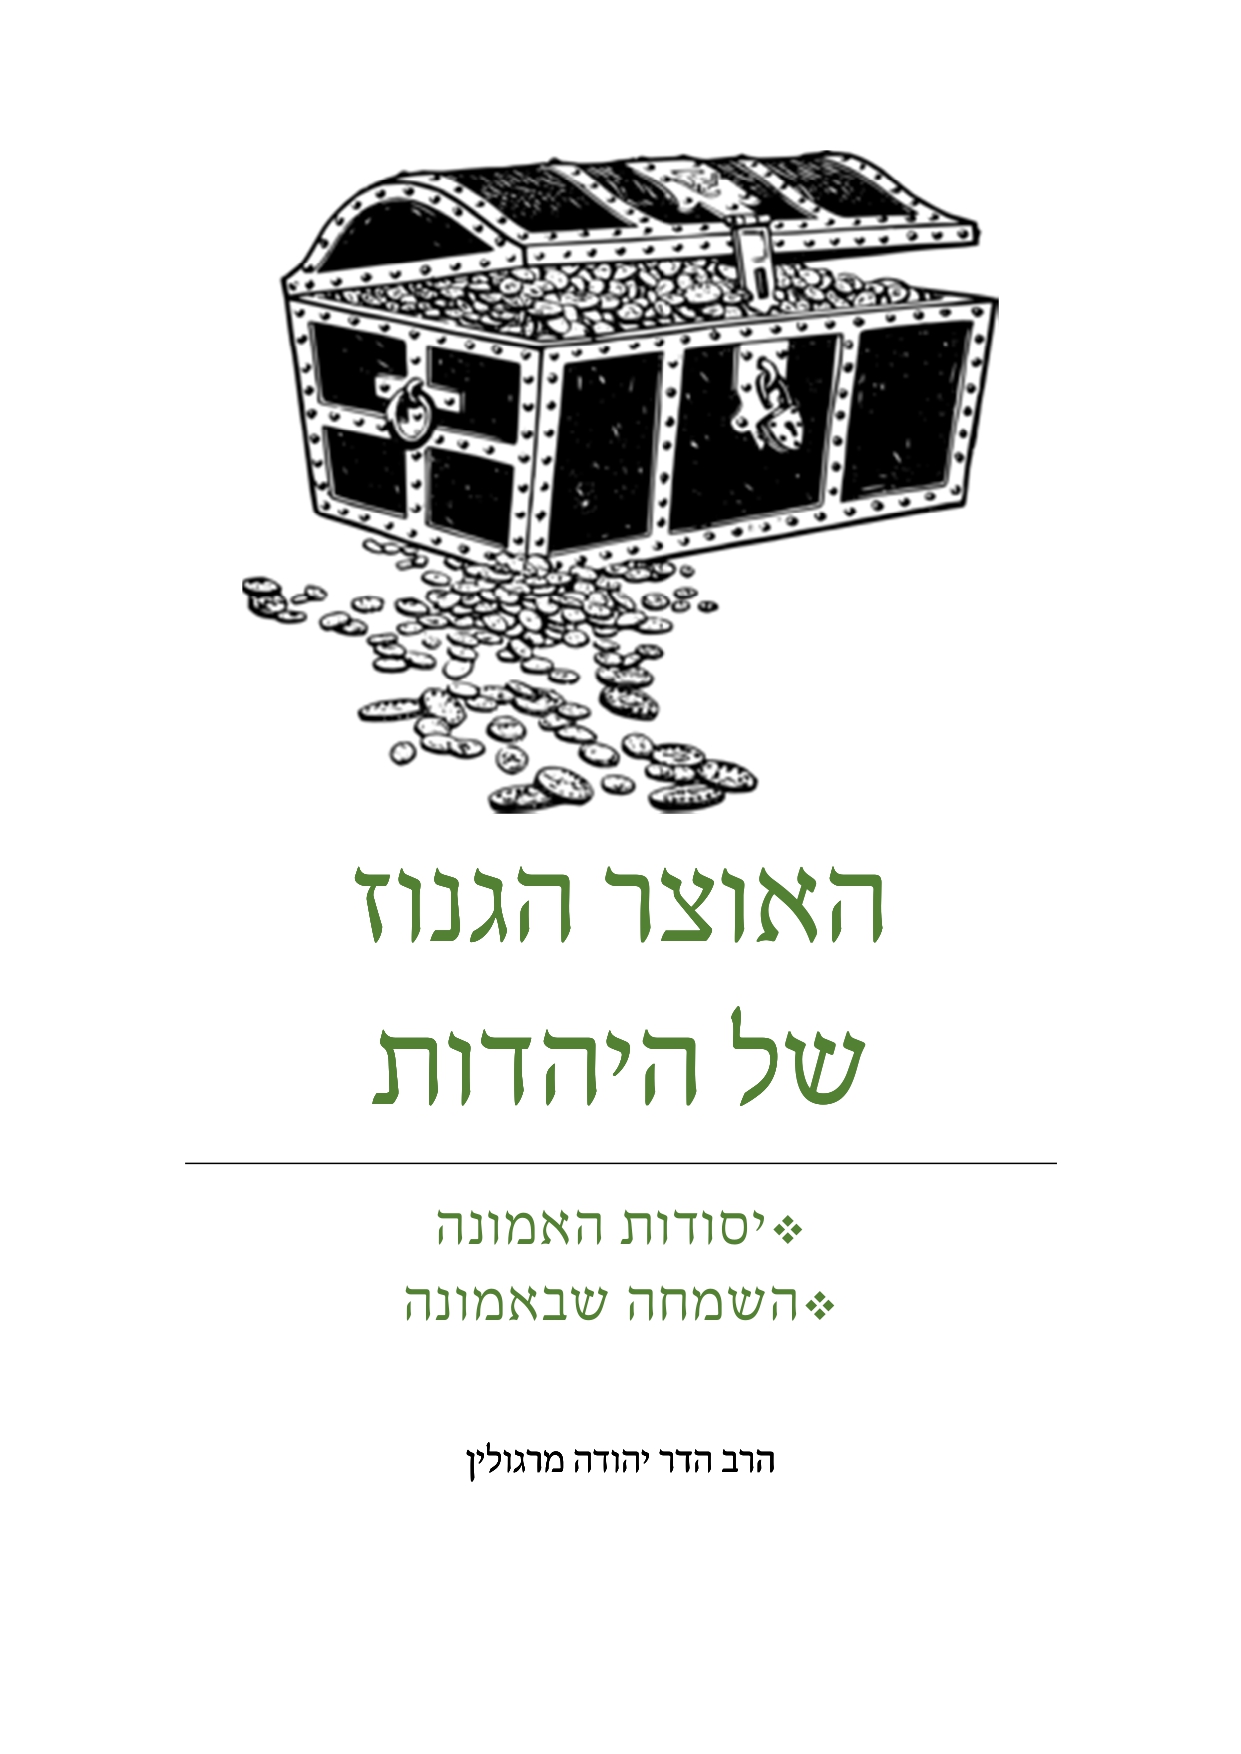 האוצר הגנוז
של היהדות
❖יסודות האמונה
❖השמחה שבאמונה
הרב הדר יהודה מרגולין